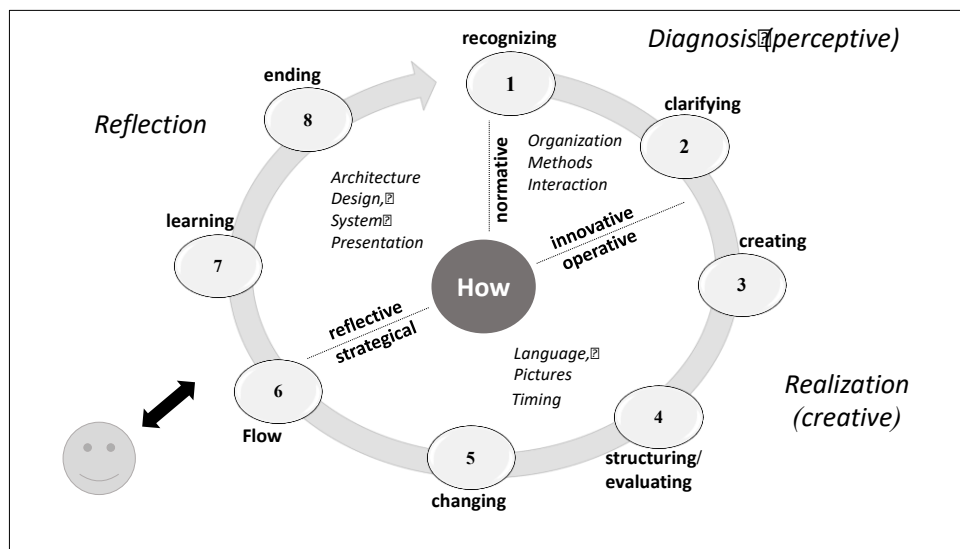 recognizing
Diagnosis (perceptive)
1
ending
8
clarifying
2
Reflection
Organization
Methods
Interaction
normative
Architecture
Design,
System
Presentation
learning
7
innovative
operative
creating
3
How
reflective
strategical
Language,
Pictures
Timing
6
Flow
Realization
(creative)
4
structuring/
evaluating
5
changing